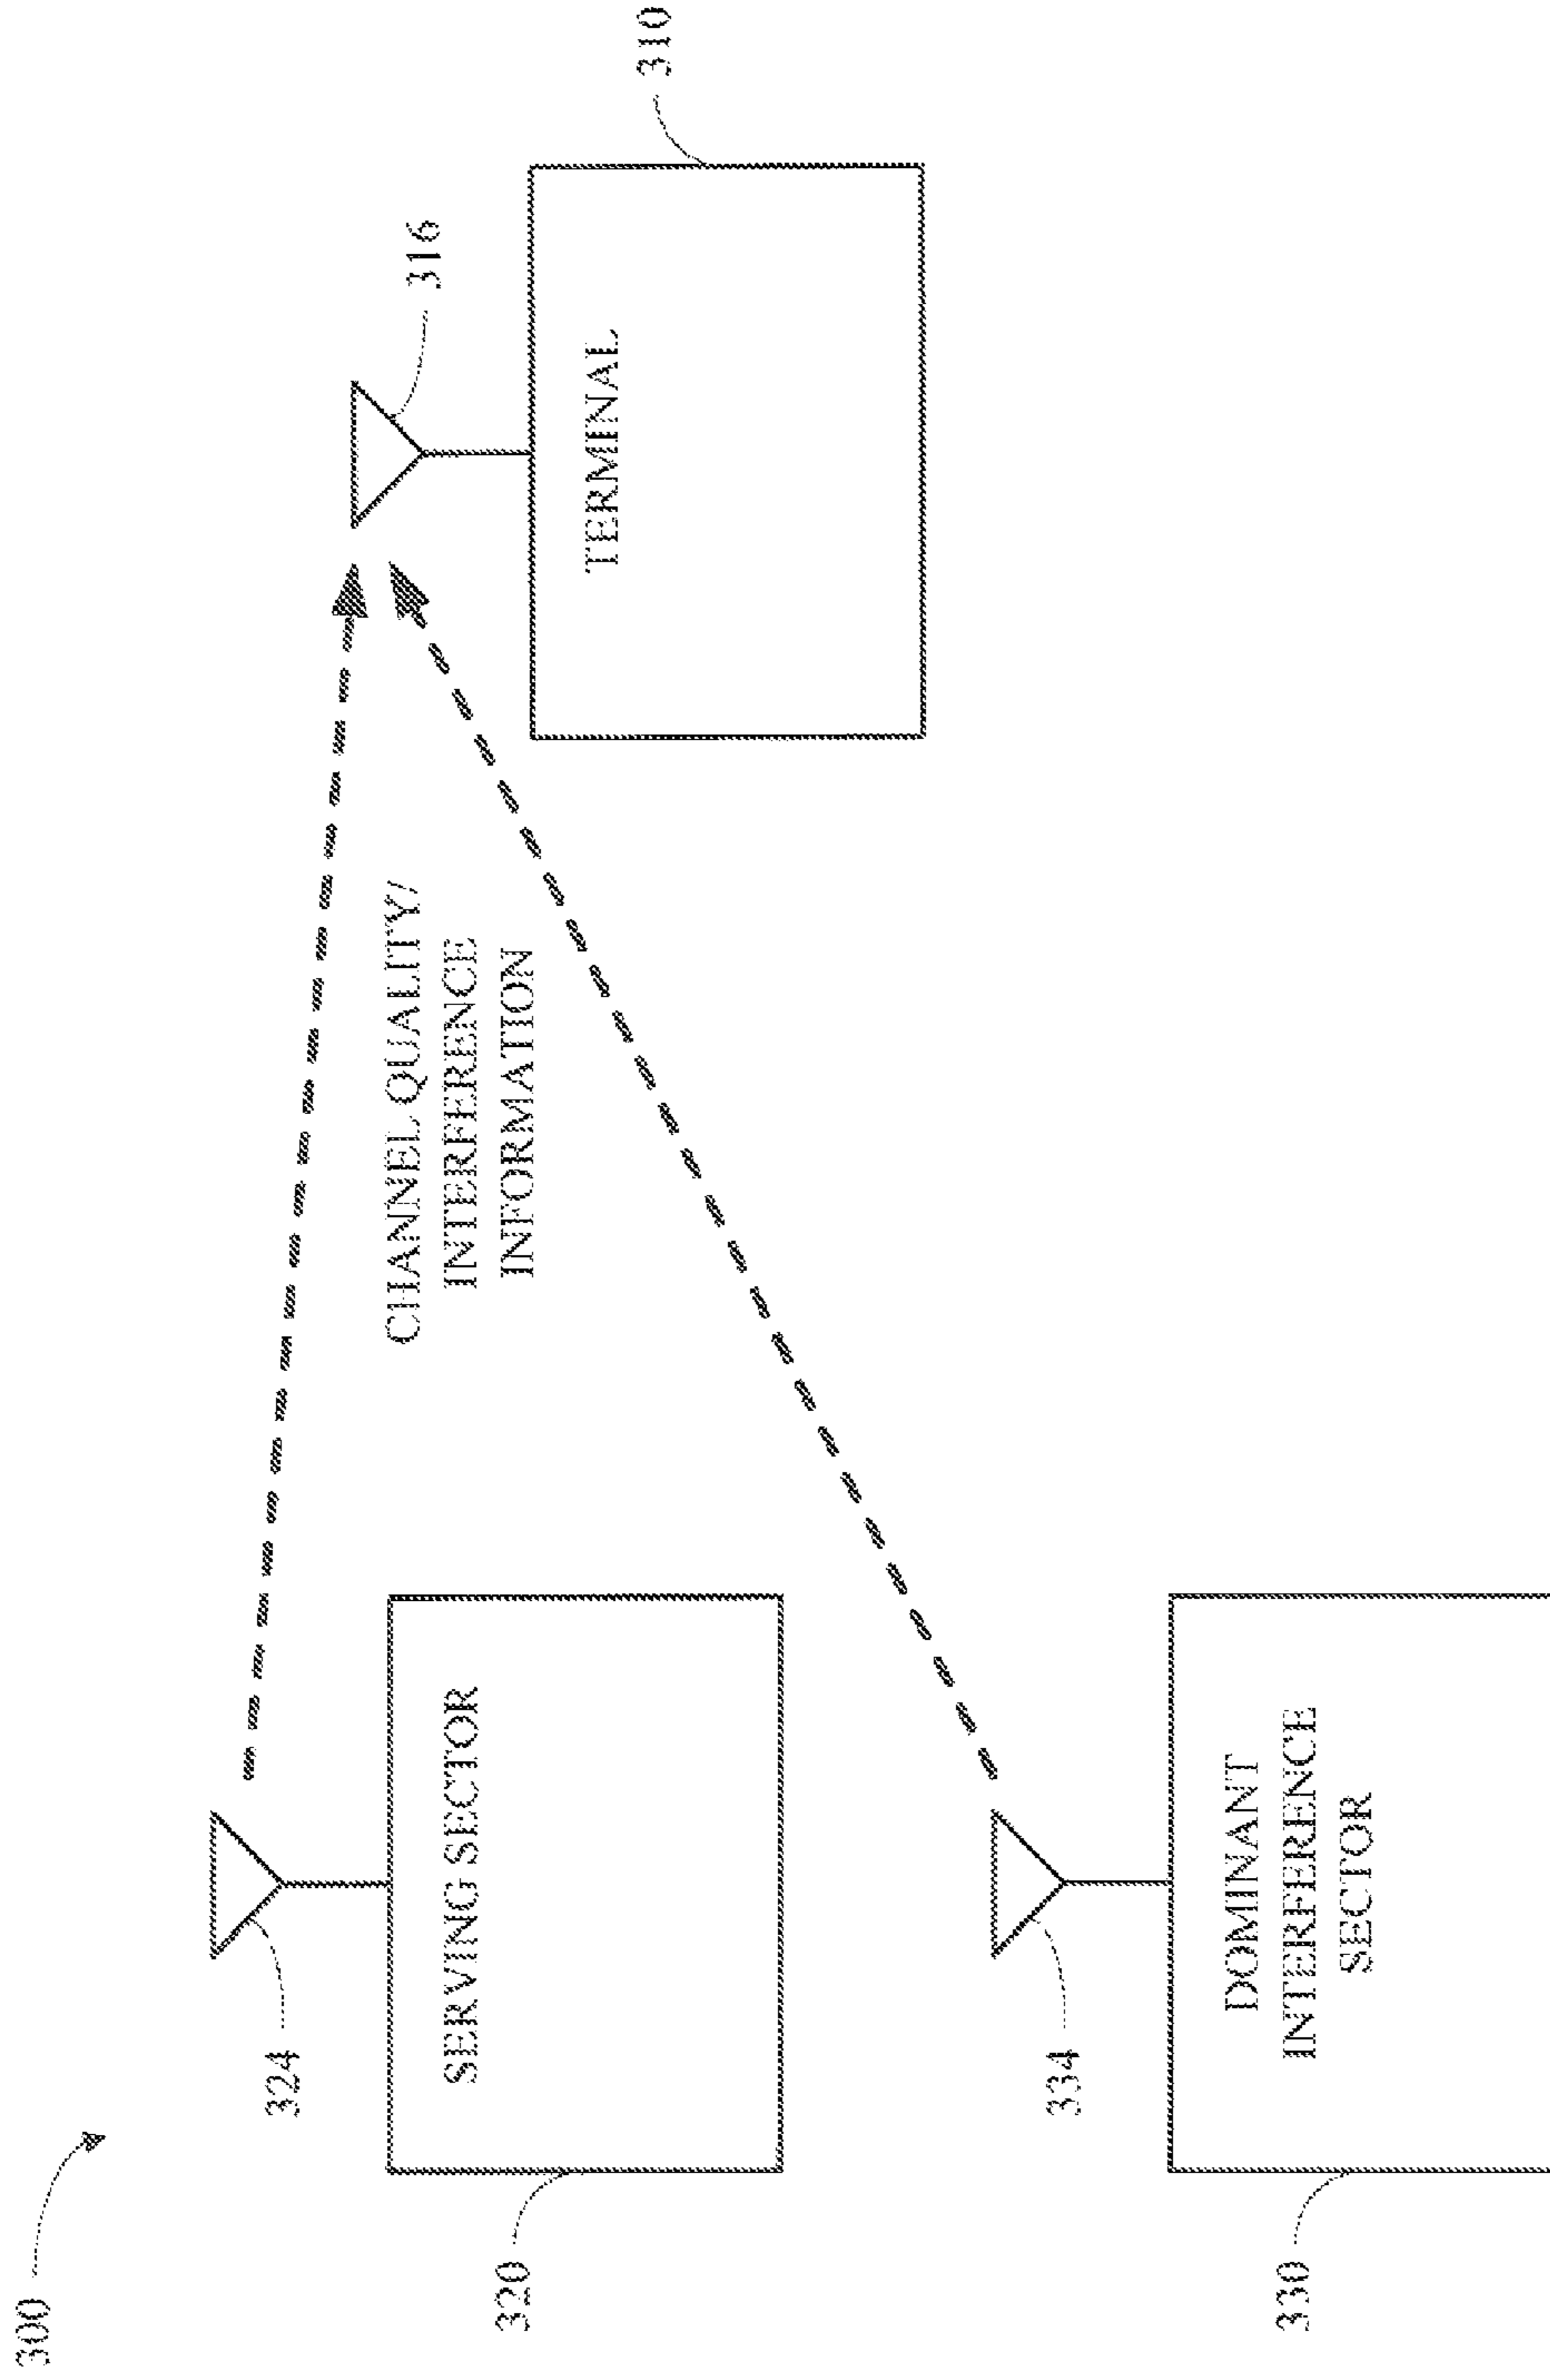 300
324
316
310
320
SERVING SECTOR
CHANNEL QUALITY/
INTERFERENCE
INFORMATION
TERMINAL
334
330
DOMINANT
INTERFERENCE
SECTOR